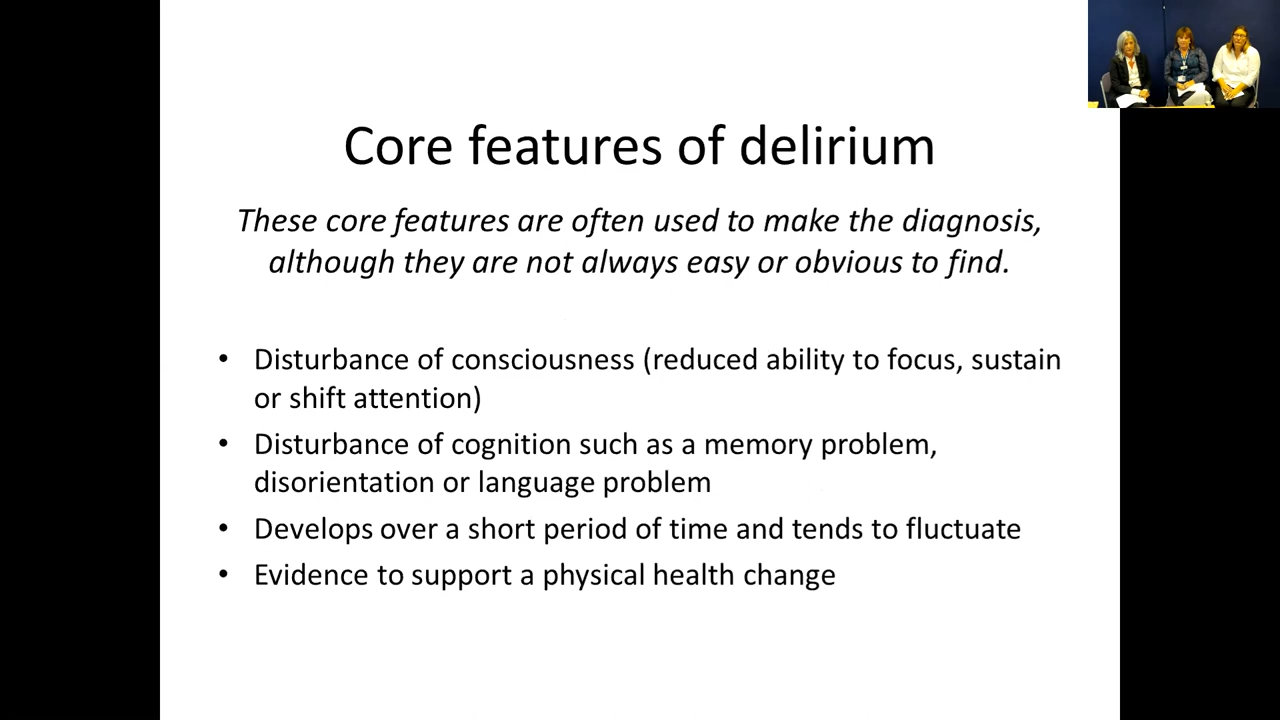 Core features of delirium
These core features are often used to make the diagnosis,
although they are not always easy or obvious to find.
• Disturbance of consciousness (reduced ability to focus, sustain
or shift attention)
• Disturbance of cognition such as a memory problem,
disorientation or language problem
• Develops over a short period of time and tends to fluctuate
• Evidence to support a physical health change